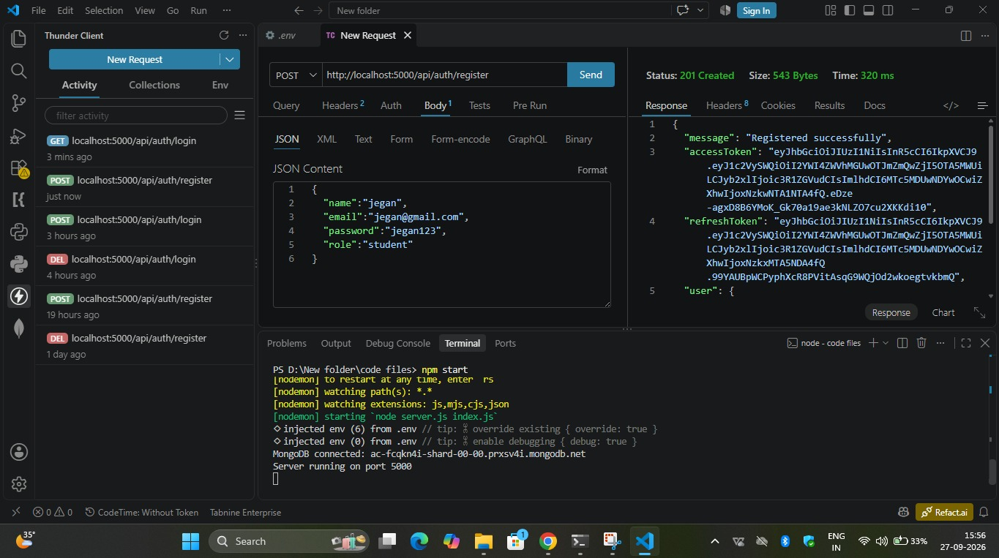 File Edit Selection View Go Run ··· New folder Sign In
Thunder Client
.env
TC New Request
New Request
Activity Collections Env
filter activity
GET localhost:5000/api/auth/login
3 mins ago
POST localhost:5000/api/auth/register
just now
POST localhost:5000/api/auth/login
3 hours ago
DEL localhost:5000/api/auth/login
4 hours ago
POST localhost:5000/api/auth/register
19 hours ago
DEL localhost:5000/api/auth/register
1 day ago
POST http://localhost:5000/api/auth/register Send
Query Headers 2 Auth Body 1 Tests Pre Run
JSON XML Text Form Form-encode GraphQL Binary
JSON Content Format
1 {
2 "name":"jegan",
3 "email":"jegan@gmail.com",
4 "password":"jegan123",
5 "role":"student"
6 }
Status: 201 Created Size: 543 Bytes Time: 320 ms
Response Headers 8 Cookies Results Docs </>
1 {
2 "message": "Registered successfully",
3 "accessToken": "eyJhbGciOiJIUzI1NiIsInR5cCI6IkpXVCJ9
.eyJ1c2VySWQiOiI2YWI4ZWVhMGUwOTJmZmQwZjI5OTA5MWUi
LCJyb2xlIjoic3R1ZGVudCIsImlhdCI6MTc5MDUwNDYwOCwiZ
XhwIjoxNzkwNTA1NTA4fQ.eDze
-agxD8B6YMoK_Gk70a19ae3kNLZO7cu2XKKdi10",
4 "refreshToken": "eyJhbGciOiJIUzI1NiIsInR5cCI6IkpXVCJ9
.eyJ1c2VySWQiOiI2YWI4ZWVhMGUwOTJmZmQwZjI5OTA5MWUi
LCJyb2xlIjoic3R1ZGVudCIsImlhdCI6MTc5MDUwNDYwOCwiZ
XhwIjoxNzkxMTA5NDA4fQ
.99YAUBpWCPyphXcR8PVitAsqG9WQjOd2wkoegtvkbmQ",
5 "user": {
Response Chart
Problems Output Debug Console Terminal Ports node - code files
PS D:\New folder\code files> npm start
[nodemon] to restart at any time, enter rs
[nodemon] watching path(s): *.*
[nodemon] watching extensions: js,mjs,cjs,json
[nodemon] starting `node server.js index.js`
◇ injected env (6) from .env // tip: ⌘ override existing { override: true }
◇ injected env (0) from .env // tip: ⌘ enable debugging { debug: true }
MongoDB connected: ac-fcqkn4i-shard-00-00.prxsv4i.mongodb.net
Server running on port 5000
0 0 CodeTime: Without Token Tabnine Enterprise Refact.ai
35° Search 1 ENG IN 33% 15:56
27-09-2026